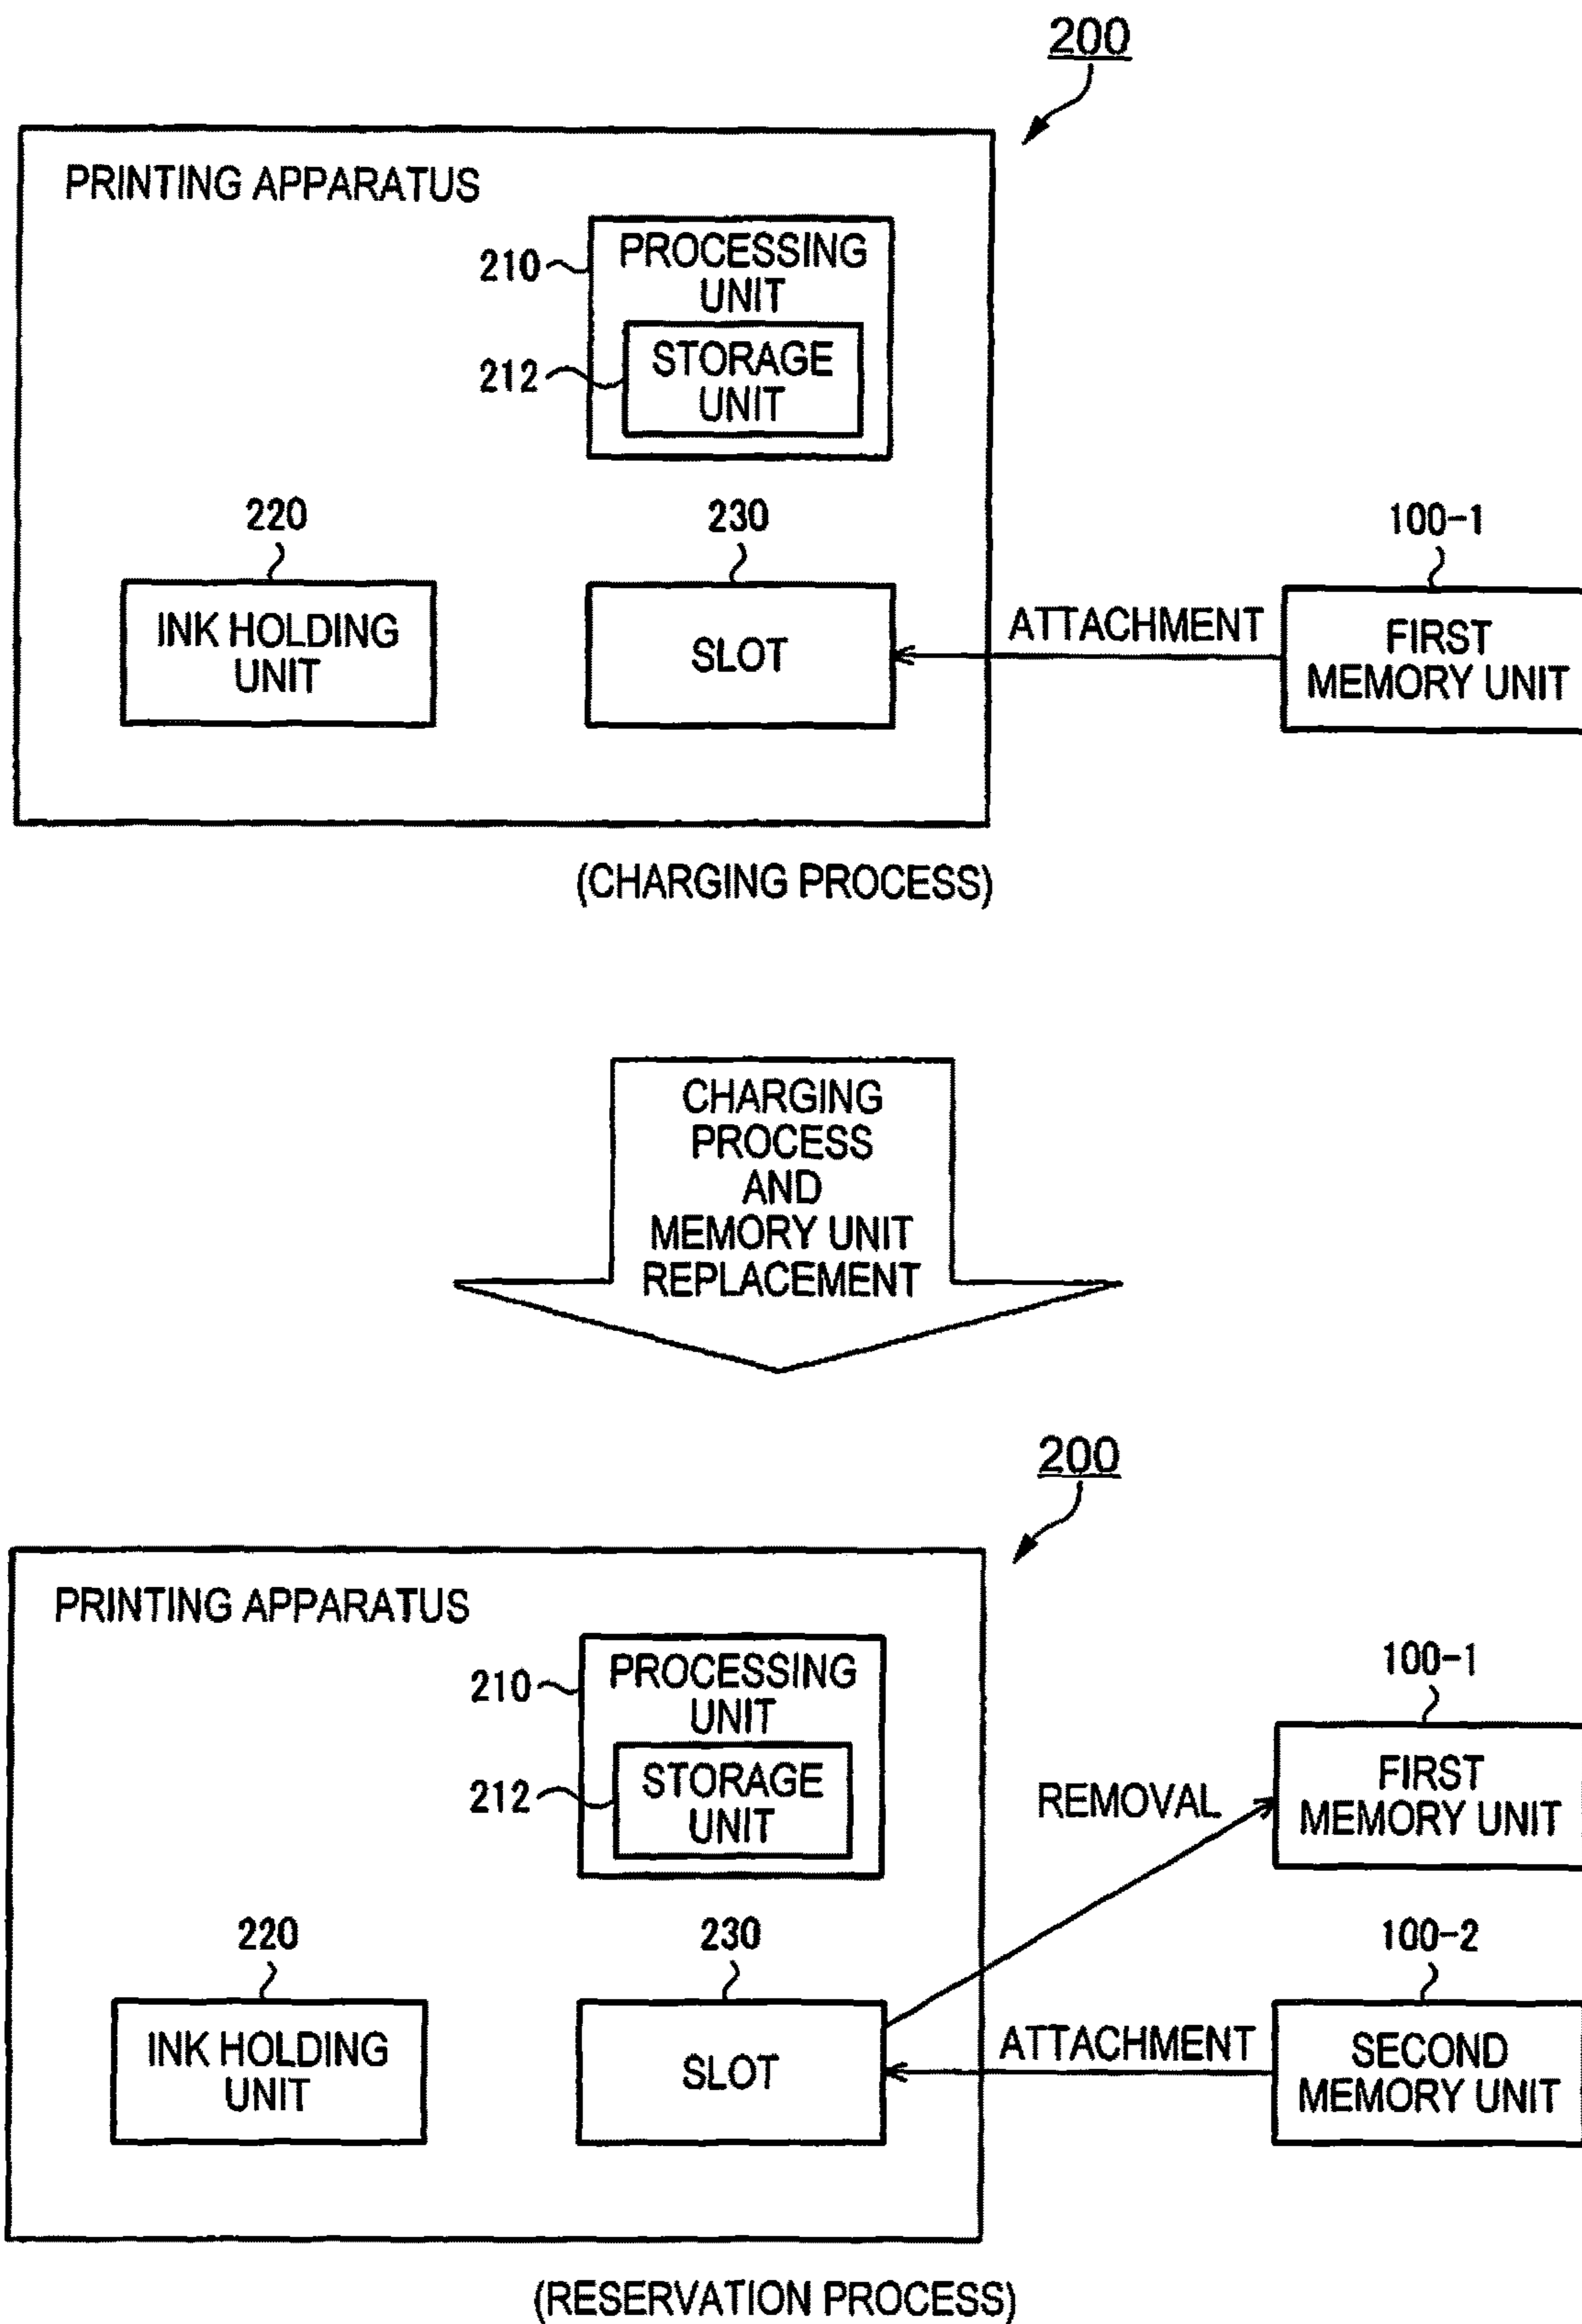 200
PRINTING APPARATUS
210
PROCESSING
UNIT
212
STORAGE
UNIT
220
INK HOLDING
UNIT
230
SLOT
ATTACHMENT
100-1
FIRST
MEMORY UNIT
(CHARGING PROCESS)
CHARGING
PROCESS
AND
MEMORY UNIT
REPLACEMENT
200
PRINTING APPARATUS
210
PROCESSING
UNIT
212
STORAGE
UNIT
REMOVAL
100-1
FIRST
MEMORY UNIT
220
INK HOLDING
UNIT
230
SLOT
ATTACHMENT
100-2
SECOND
MEMORY UNIT
(RESERVATION PROCESS)